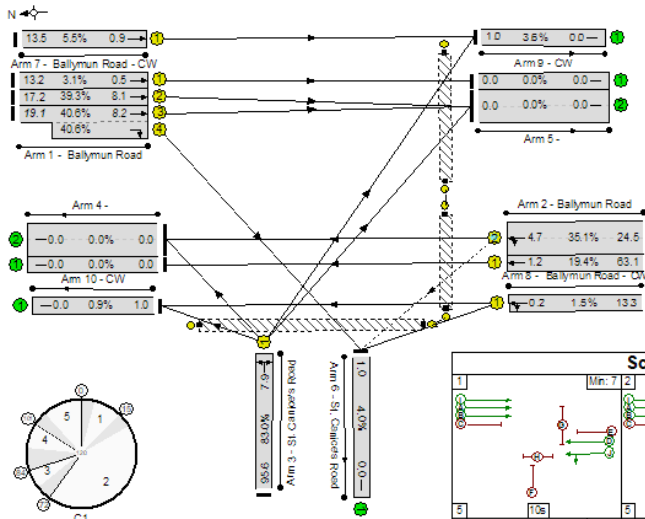 N
13.5 5.5% 0.9
1
Arm 7 - Ballymun Road - CW
13.2 3.1% 0.5
1
17.2 39.3% 8.1
2
19.1 40.6% 8.2
3
40.6%
4
Arm 1 - Ballymun Road
1.0 3.6% 0.0
Arm 9 - CW
0.0 0.0% 0.0
1
0.0 0.0% 0.0
2
Arm 5 -
Arm 4 -
2
0.0 0.0% 0.0
1
0.0 0.0% 0.0
Arm 10 - CW
1
0.0 0.9% 1.0
Arm 2 - Ballymun Road
2
4.7 35.1% 24.5
1
1.2 19.4% 63.1
Arm 8 - Ballymun Road - CW
0.2 1.5% 13.3
95.6 83.0% 7.9
Arm 3 - St. Canice's Road
Arm 6 - St. Canice's Road
1.0 4.0% 0.0
0
15
5
1
4
3
2
120
72
C1
1
Min: 7
2
5
10s
5